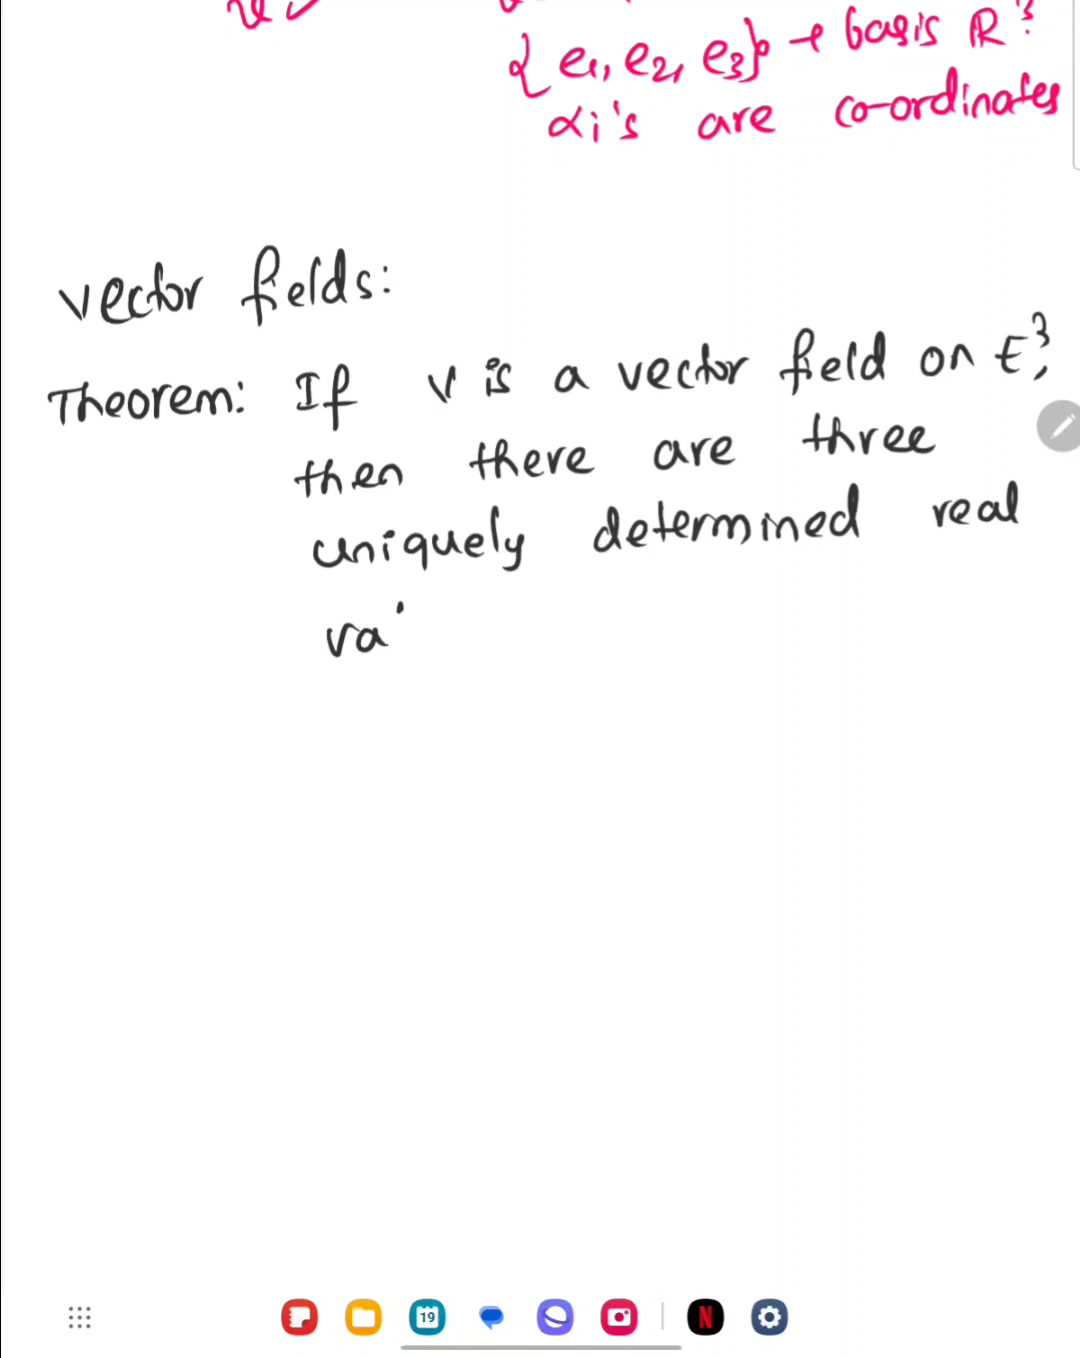 {e1, e2, e3} → basis R³
αi's are co-ordinates
vector fields:
Theorem: If V is a vector field on E³,
then there are three
uniquely determined real
va
19
N